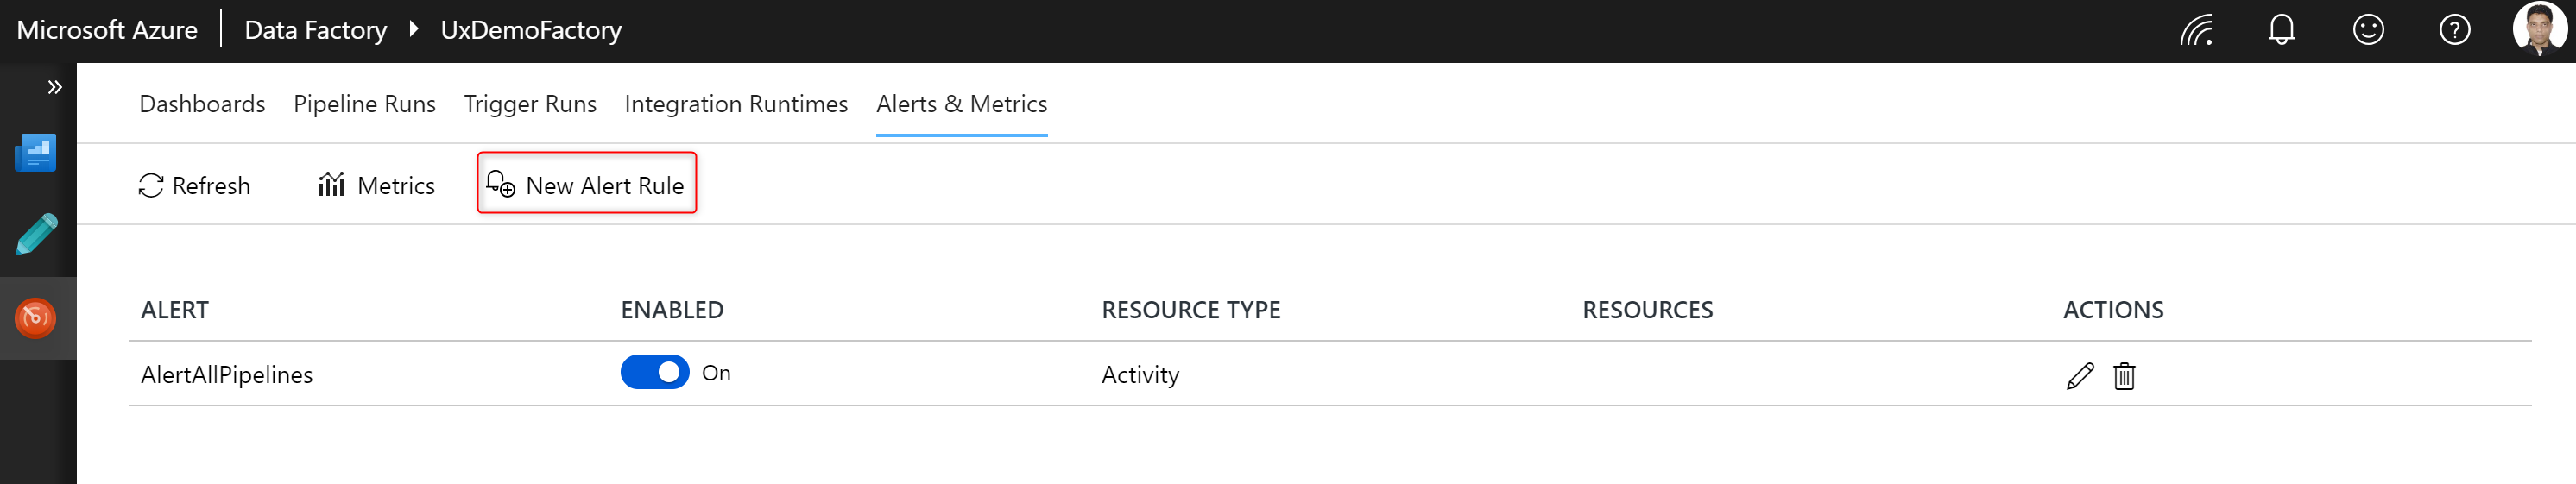 Microsoft Azure Data Factory UxDemoFactory
Dashboards Pipeline Runs Trigger Runs Integration Runtimes Alerts & Metrics
Refresh Metrics New Alert Rule
ALERT ENABLED RESOURCE TYPE RESOURCES ACTIONS
AlertAllPipelines On Activity